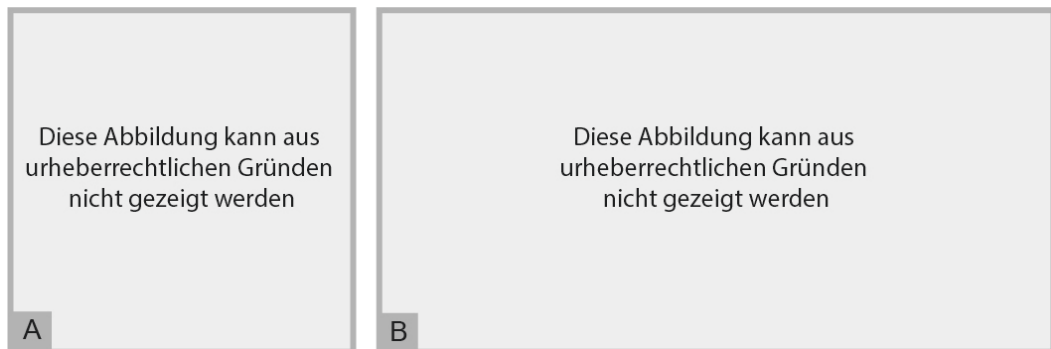 Diese Abbildung kann aus
urheberrechtlichen Gründen
nicht gezeigt werden
A
Diese Abbildung kann aus
urheberrechtlichen Gründen
nicht gezeigt werden
B